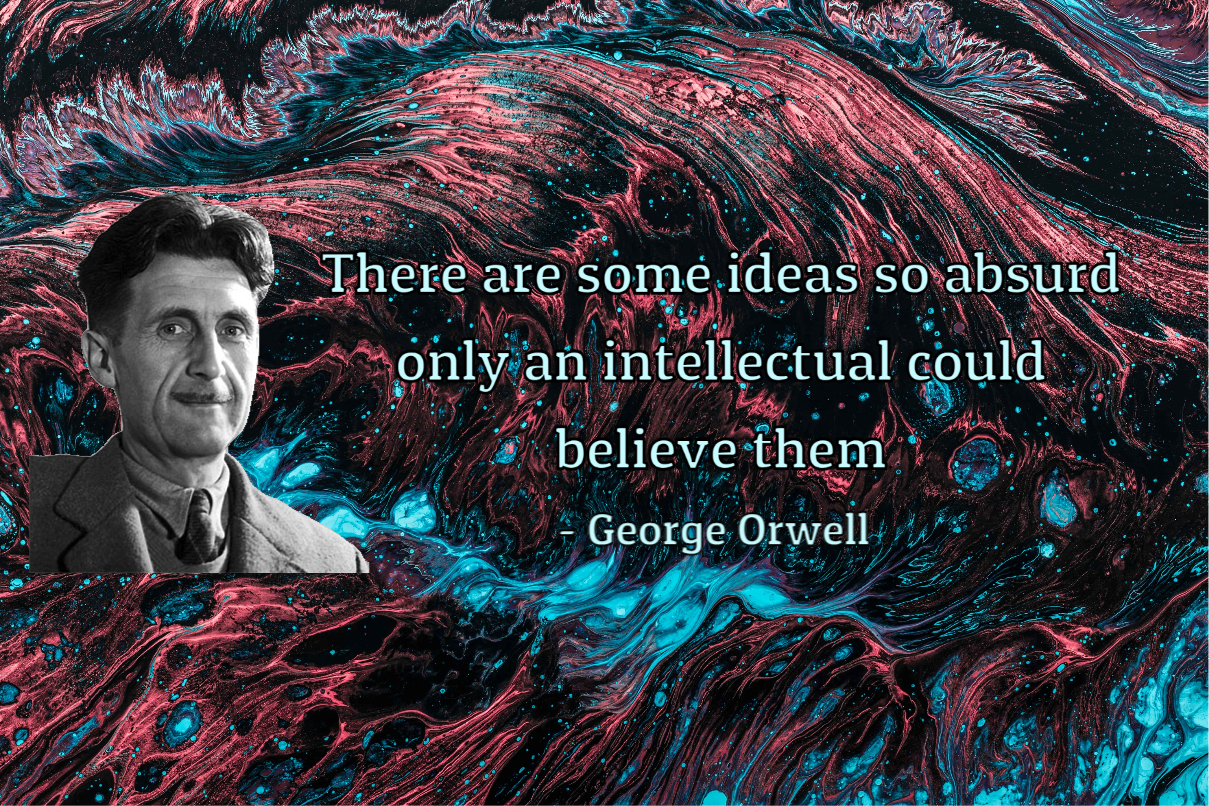 There are some ideas so absurd
only an intellectual could
believe them
- George Orwell